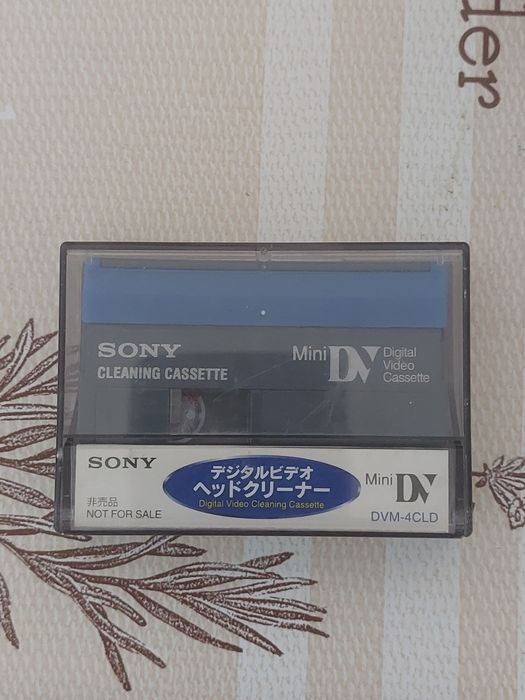 der
SONY
CLEANING CASSETTE
Mini DV Digital Video Cassette
SONY
非売品
NOT FOR SALE
デジタルビデオ
ヘッドクリーナー
Digital Video Cleaning Cassette
Mini DV
DVM-4CLD